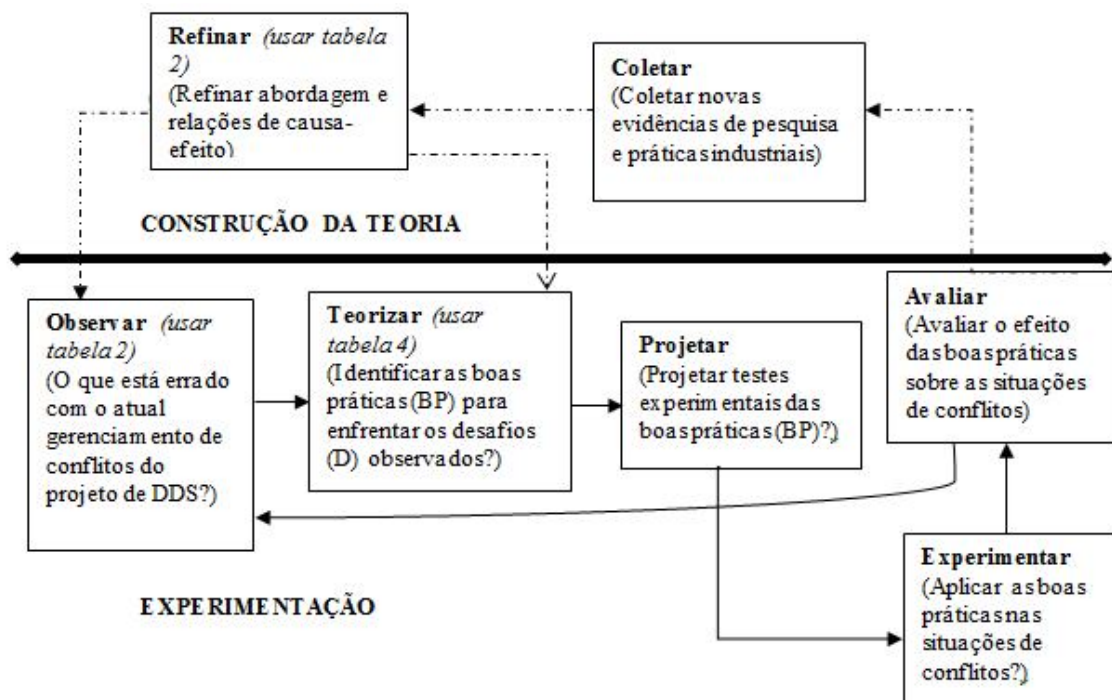 Refinar (usar tabela
2)
(Refinar abordagem e
relações de causa-
efeito)
Coletar
(Coletar novas
evidências de pesquisa
e práticas industriais)
CONSTRUÇÃO DA TEORIA
Observar (usar
tabela 2)
(O que está errado
com o atual
gerenciamento de
conflitos do
projeto de DDS?)
Teorizar (usar
tabela 4)
(Identificar as boas
práticas (BP) para
enfrentar os desafios
(D) observados?)
Projetar
(Projetar testes
experimentais das
boas práticas (BP)?)
Avaliar
(Avaliar o efeito
das boas práticas
sobre as situações
de conflitos)
Experimentar
(Aplicar as boas
práticas nas
situações de
conflitos?)
EXPERIMENTAÇÃO